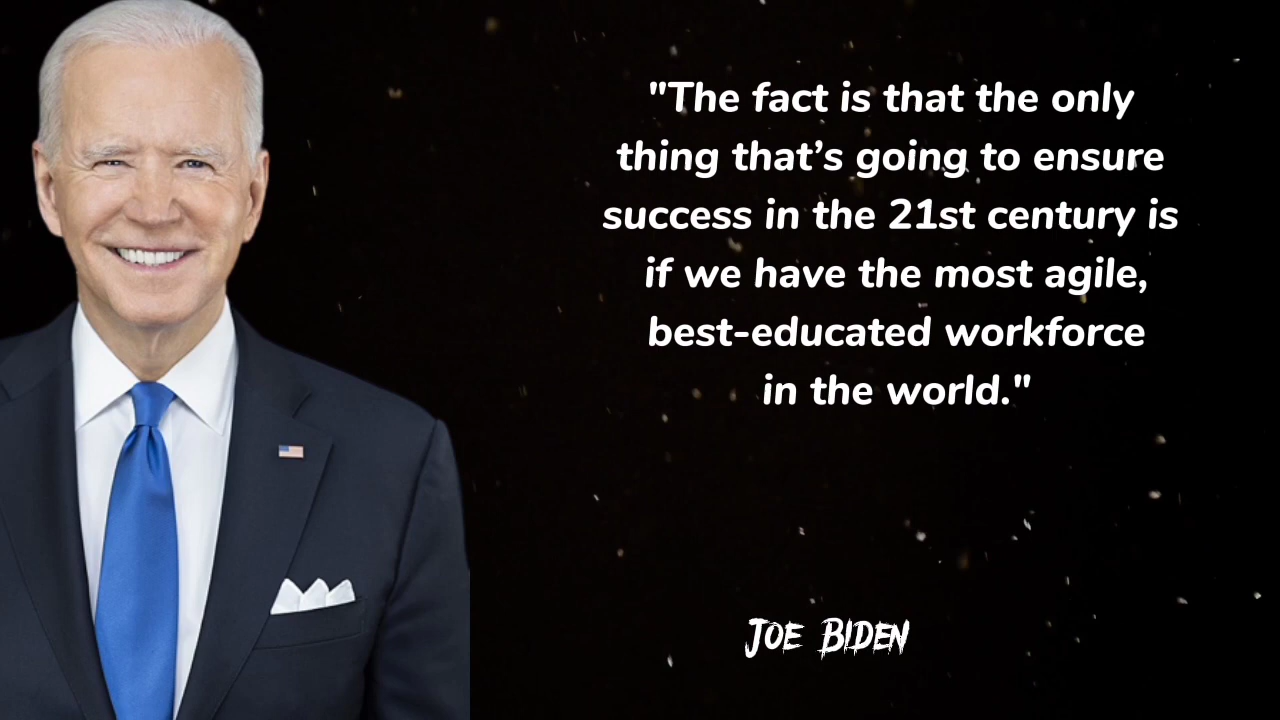 "The fact is that the only
thing that’s going to ensure
success in the 21st century is
if we have the most agile,
best-educated workforce
in the world."
Joe Biden